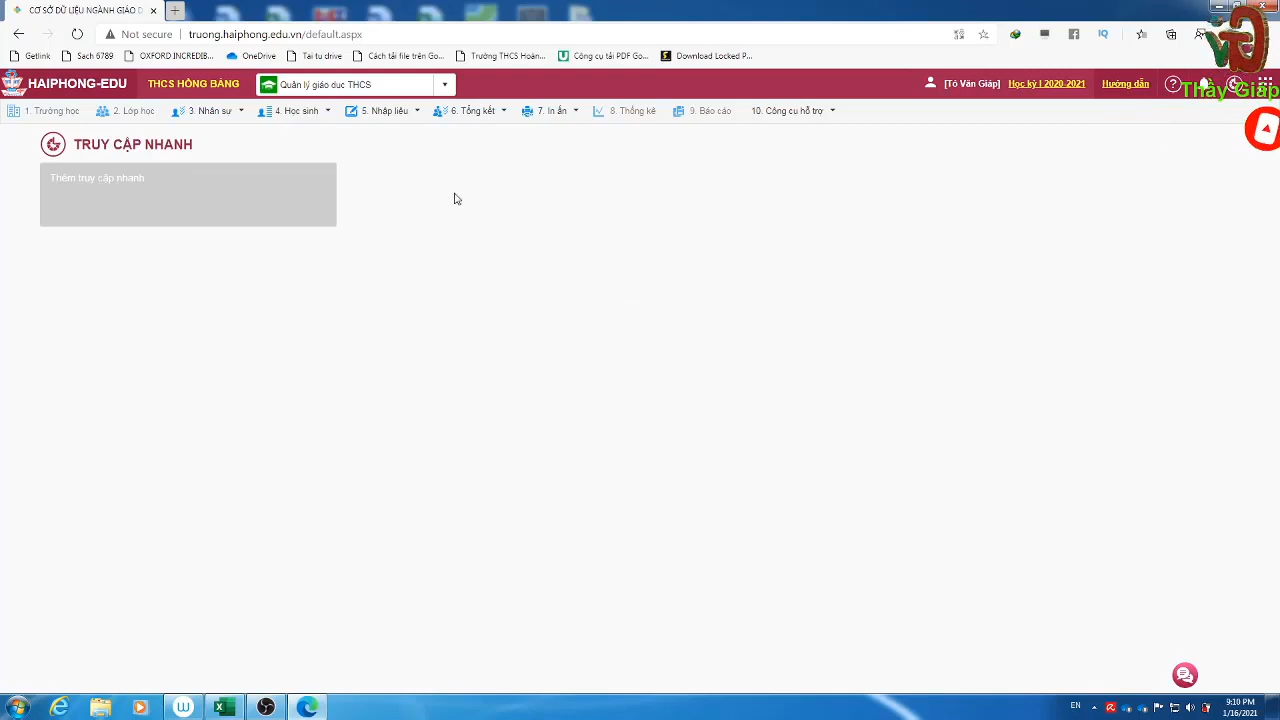 CƠ SỞ DỮ LIỆU NGÀNH GIÁO D
Not secure truong.haiphong.edu.vn/default.aspx
Getlink Sach 6789 OXFORD INCREDIB... OneDrive Tai tu drive Cách tải file trên Go... Trường THCS Hoàn... Công cụ tải PDF Go... Download Locked P...
HAIPHONG-EDU THCS HỒNG BÀNG Quản lý giáo dục THCS [Tô Văn Giáp] Học kỳ I 2020-2021 Hướng dẫn
Thầy Giáp
1. Trường học 2. Lớp học 3. Nhân sự 4. Học sinh 5. Nhập liệu 6. Tổng kết 7. In ấn 8. Thống kê 9. Báo cáo 10. Công cụ hỗ trợ
TRUY CẬP NHANH
Thêm truy cập nhanh
EN 9:10 PM
1/16/2021